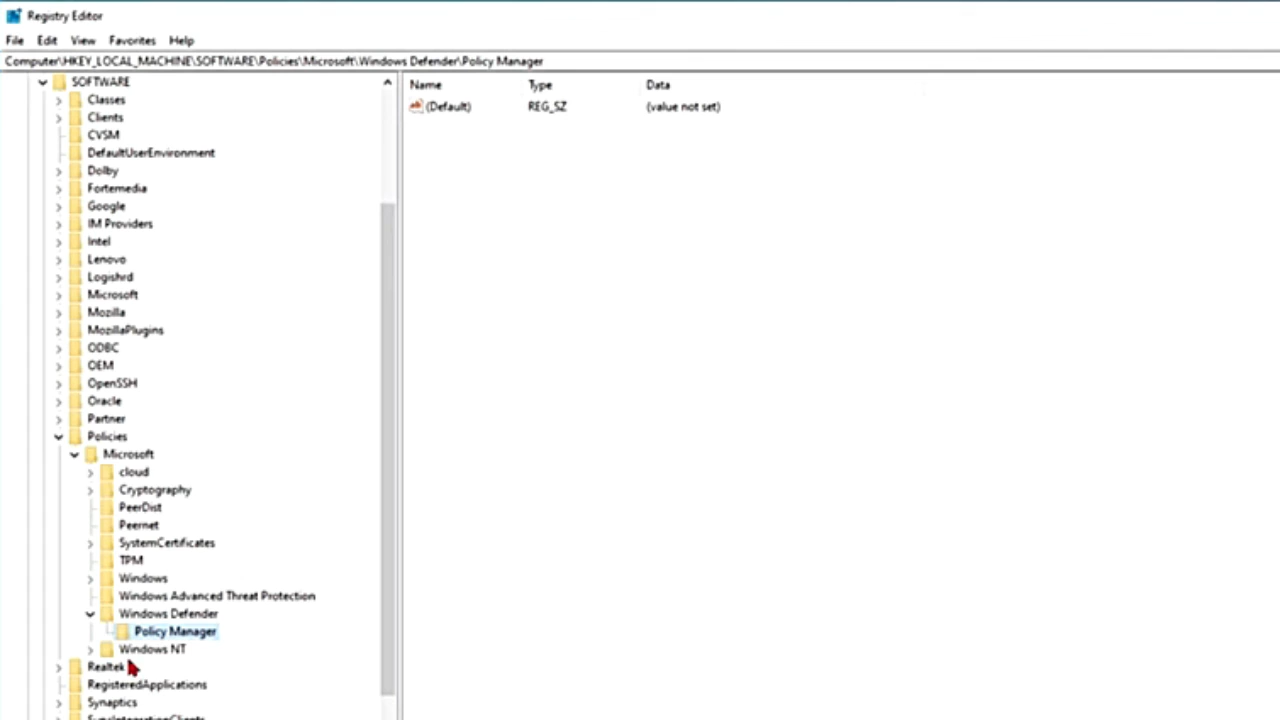 Registry Editor
File Edit View Favorites Help
Computer\HKEY_LOCAL_MACHINE\SOFTWARE\Policies\Microsoft\Windows Defender\Policy Manager
SOFTWARE
Classes
Clients
CVSM
DefaultUserEnvironment
Dolby
Fortemedia
Google
IM Providers
Intel
Lenovo
Logishrd
Microsoft
Mozilla
MozillaPlugins
ODBC
OEM
OpenSSH
Oracle
Partner
Policies
Microsoft
cloud
Cryptography
PeerDist
Peernet
SystemCertificates
TPM
Windows
Windows Advanced Threat Protection
Windows Defender
Policy Manager
Windows NT
Realtek
RegisteredApplications
Synaptics
Name Type Data
(Default) REG_SZ (value not set)